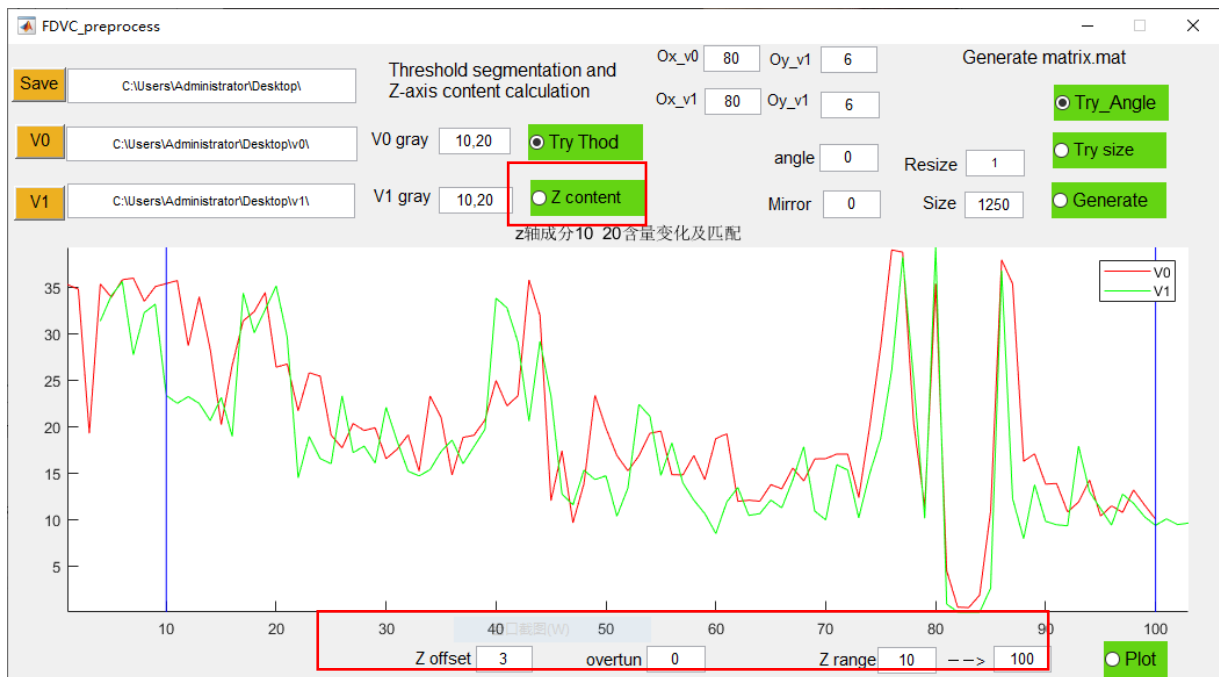 FDVC_preprocess
Save
C:\Users\Administrator\Desktop\
Threshold segmentation and
Z-axis content calculation
Ox_v0
80
Oy_v1
6
Generate matrix.mat
Ox_v1
80
Oy_v1
6
Try_Angle
V0
C:\Users\Administrator\Desktop\v0\
V0 gray
10,20
Try Thod
angle
0
Resize
1
Try size
V1
C:\Users\Administrator\Desktop\v1\
V1 gray
10,20
Z content
Mirror
0
Size
1250
Generate
z轴成分10 20含量变化及匹配
V0
V1
35
30
25
20
15
10
5
10
20
30
40
50
60
70
80
90
100
口截图(W)
Z offset
3
overtun
0
Z range
10
-->
100
Plot